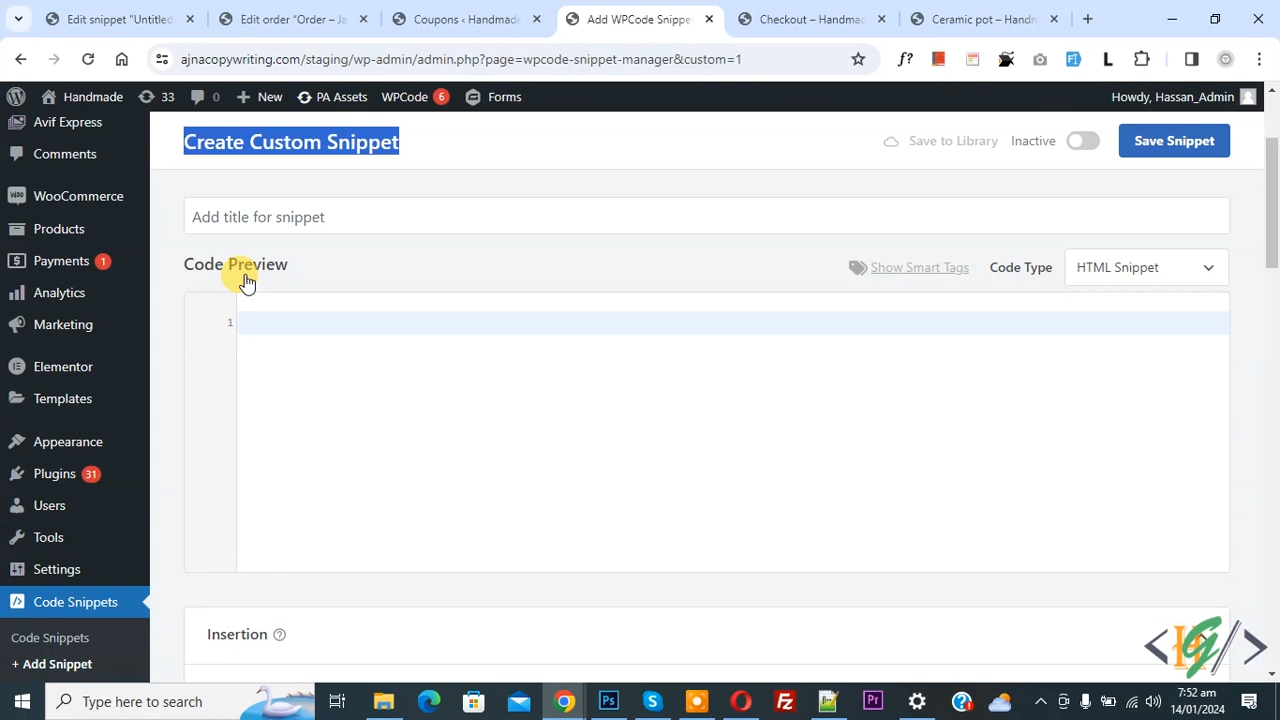 Edit snippet "Untitled
Edit order "Order – Ja
Coupons ‹ Handmade
Add WPCode Snippe
Checkout – Handmac
Ceramic pot – Handm
ajnacopywriting.com/staging/wp-admin/admin.php?page=wpcode-snippet-manager&custom=1
Handmade
33
0
New
PA Assets
WPCode 6
Forms
Howdy, Hassan_Admin
Avif Express
Comments
WooCommerce
Products
Payments 1
Analytics
Marketing
Elementor
Templates
Appearance
Plugins 31
Users
Tools
Settings
Code Snippets
Code Snippets
+ Add Snippet
Create Custom Snippet
Save to Library
Inactive
Save Snippet
Add title for snippet
Code Preview
Show Smart Tags
Code Type
HTML Snippet
1
Insertion
Type here to search
7:52 am
14/01/2024